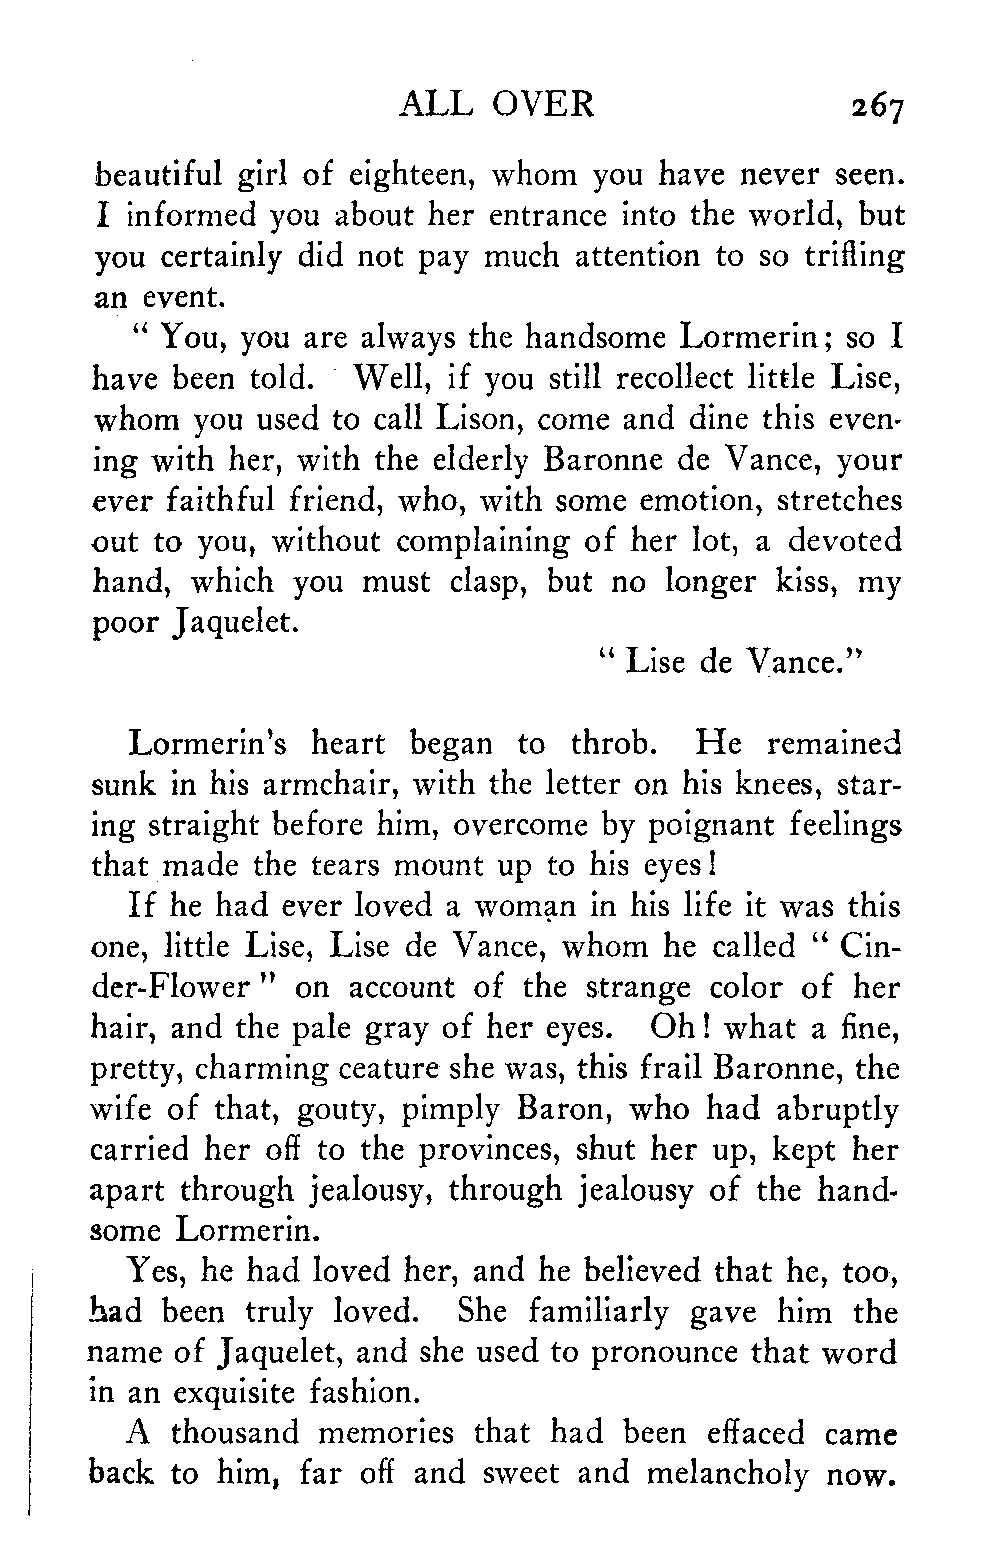 ALL OVER 267
beautiful girl of eighteen, whom you have never seen.
I informed you about her entrance into the world, but
you certainly did not pay much attention to so trifling
an event.
“ You, you are always the handsome Lormerin; so I
have been told. Well, if you still recollect little Lise,
whom you used to call Lison, come and dine this even-
ing with her, with the elderly Baronne de Vance, your
ever faithful friend, who, with some emotion, stretches
out to you, without complaining of her lot, a devoted
hand, which you must clasp, but no longer kiss, my
poor Jaquelet.
“ Lise de Vance.”
Lormerin's heart began to throb. He remained
sunk in his armchair, with the letter on his knees, star-
ing straight before him, overcome by poignant feelings
that made the tears mount up to his eyes!
If he had ever loved a woman in his life it was this
one, little Lise, Lise de Vance, whom he called “ Cin-
der-Flower ” on account of the strange color of her
hair, and the pale gray of her eyes. Oh! what a fine,
pretty, charming ceature she was, this frail Baronne, the
wife of that, gouty, pimply Baron, who had abruptly
carried her off to the provinces, shut her up, kept her
apart through jealousy, through jealousy of the hand-
some Lormerin.
Yes, he had loved her, and he believed that he, too,
had been truly loved. She familiarly gave him the
name of Jaquelet, and she used to pronounce that word
in an exquisite fashion.
A thousand memories that had been effaced came
back to him, far off and sweet and melancholy now.